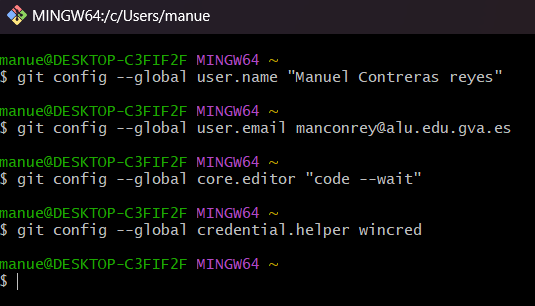 MINGW64:/c/Users/manue
manue@DESKTOP-C3FIF2F MINGW64 ~
$ git config --global user.name "Manuel Contreras reyes"
manue@DESKTOP-C3FIF2F MINGW64 ~
$ git config --global user.email manconrey@alu.edu.gva.es
manue@DESKTOP-C3FIF2F MINGW64 ~
$ git config --global core.editor "code --wait"
manue@DESKTOP-C3FIF2F MINGW64 ~
$ git config --global credential.helper wincred
manue@DESKTOP-C3FIF2F MINGW64 ~
$